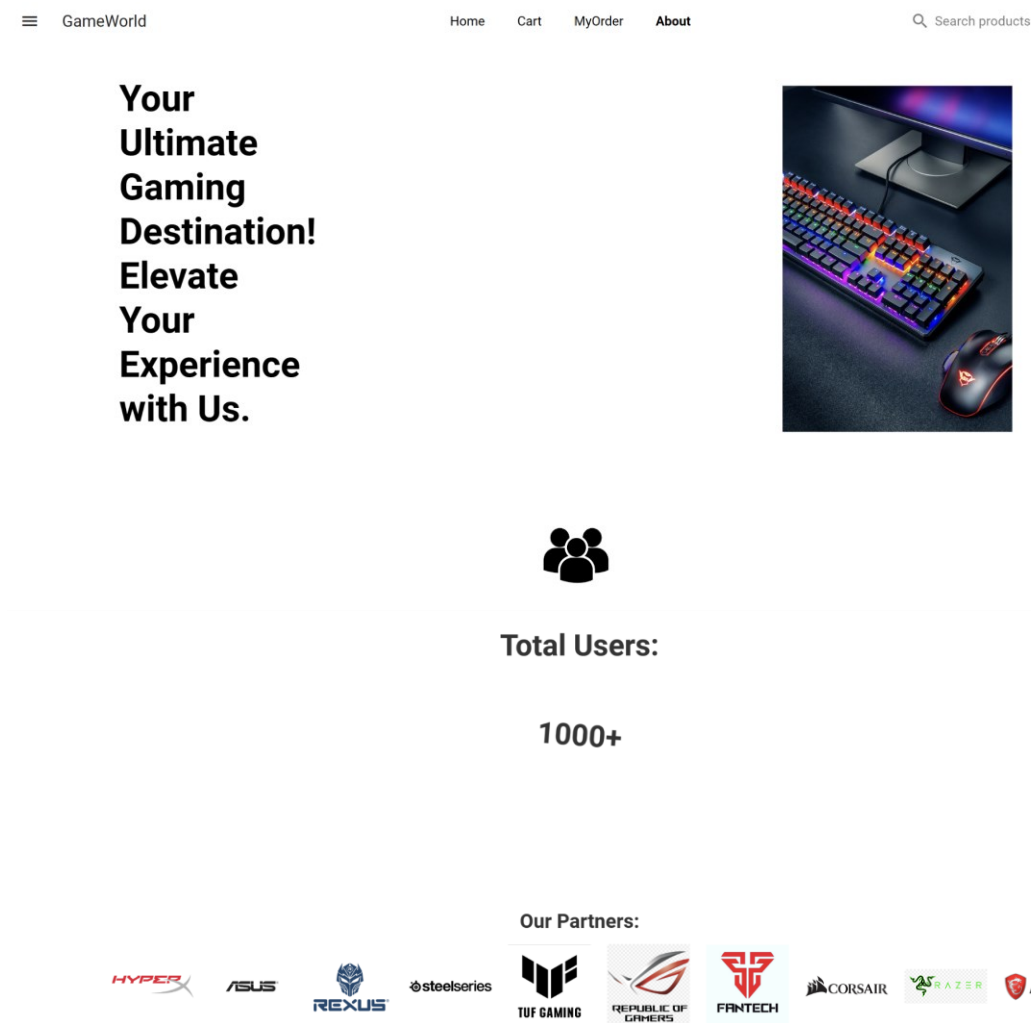 GameWorld
Home
Cart
MyOrder
About
Search products
Your
Ultimate
Gaming
Destination!
Elevate
Your
Experience
with Us.
Total Users:
1000+
Our Partners:
HYPERX
ASUS
REXUS
steelseries
TUF GAMING
REPUBLIC OF
GAMERS
FANTECH
CORSAIR
RAZER